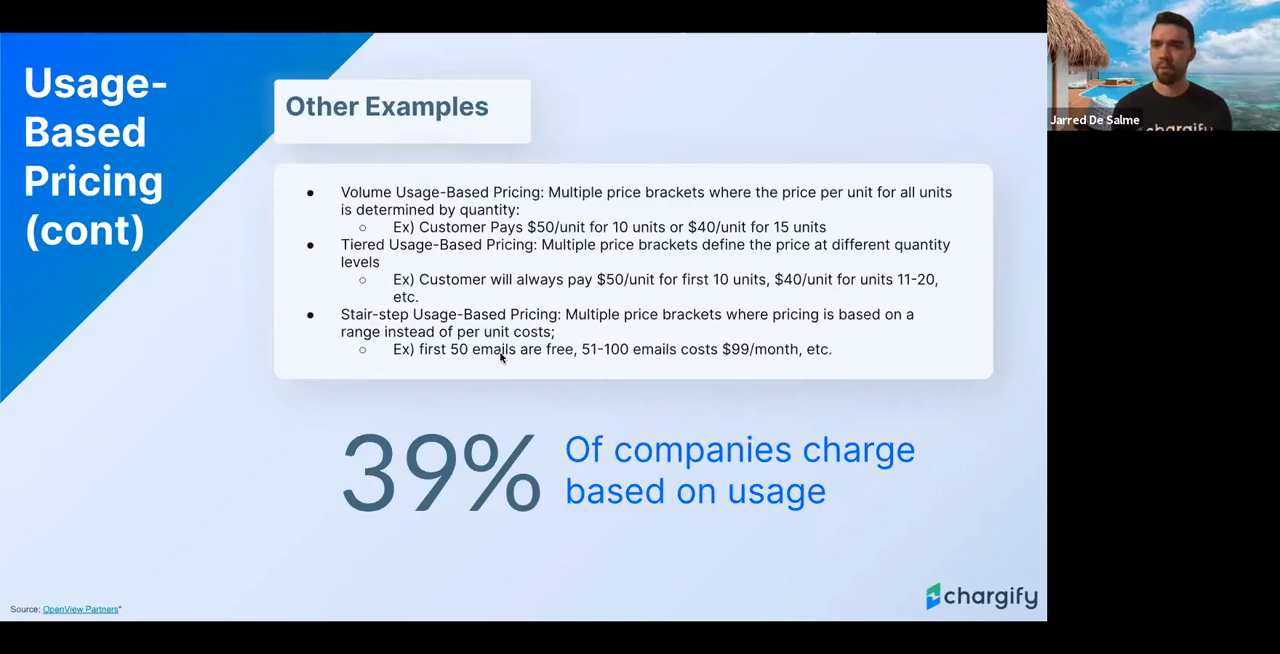 Usage-
Based
Pricing
(cont)
Other Examples
● Volume Usage-Based Pricing: Multiple price brackets where the price per unit for all units
is determined by quantity:
○ Ex) Customer Pays $50/unit for 10 units or $40/unit for 15 units
● Tiered Usage-Based Pricing: Multiple price brackets define the price at different quantity
levels
○ Ex) Customer will always pay $50/unit for first 10 units, $40/unit for units 11-20,
etc.
● Stair-step Usage-Based Pricing: Multiple price brackets where pricing is based on a
range instead of per unit costs;
○ Ex) first 50 emails are free, 51-100 emails costs $99/month, etc.
39%
Of companies charge
based on usage
Source: OpenView Partners*
chargify
Jarred De Salme
chargify